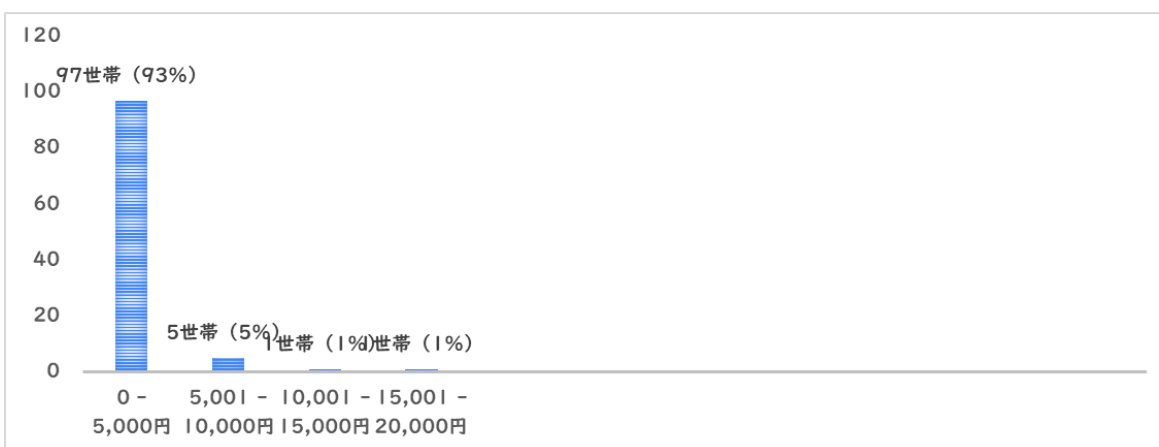 120
97世帯（93%）
100
80
60
40
5世帯（5%）
1世帯（1%）
1世帯（1%）
20
0
0 -
5,000円
5,001 -
10,000円
10,001 -
15,000円
15,001 -
20,000円